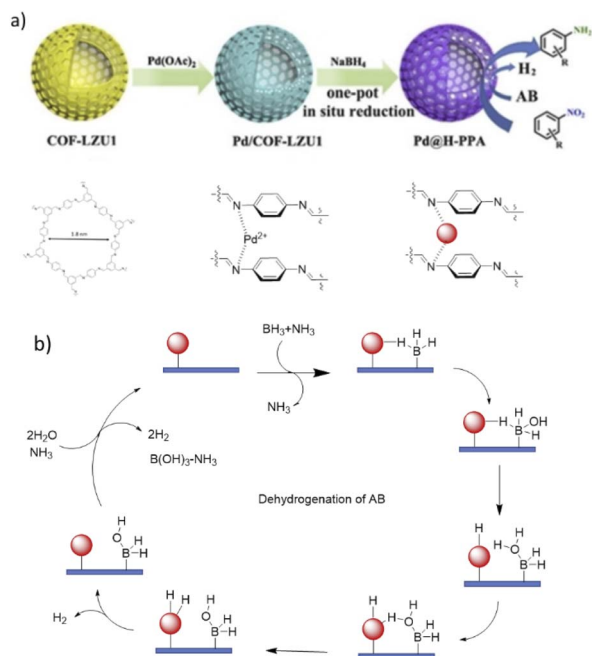 a)
Pd(OAc)₂
NaBH₄
one-pot
in situ reduction
NH₂
R
H₂
AB
NO₂
R
COF-LZU1
Pd/COF-LZU1
Pd@H-PPA
1.8 nm
N
N
Pd²⁺
N
N
N
N
N
N
b)
BH₃+NH₃
NH₃
H
H B H
H B OH
H
2H₂O
NH₃
2H₂
B(OH)₃-NH₃
Dehydrogenation of AB
H
H O H
B H
H
O H
B H
H₂
H H
H O H
B H
H
H O H
B H